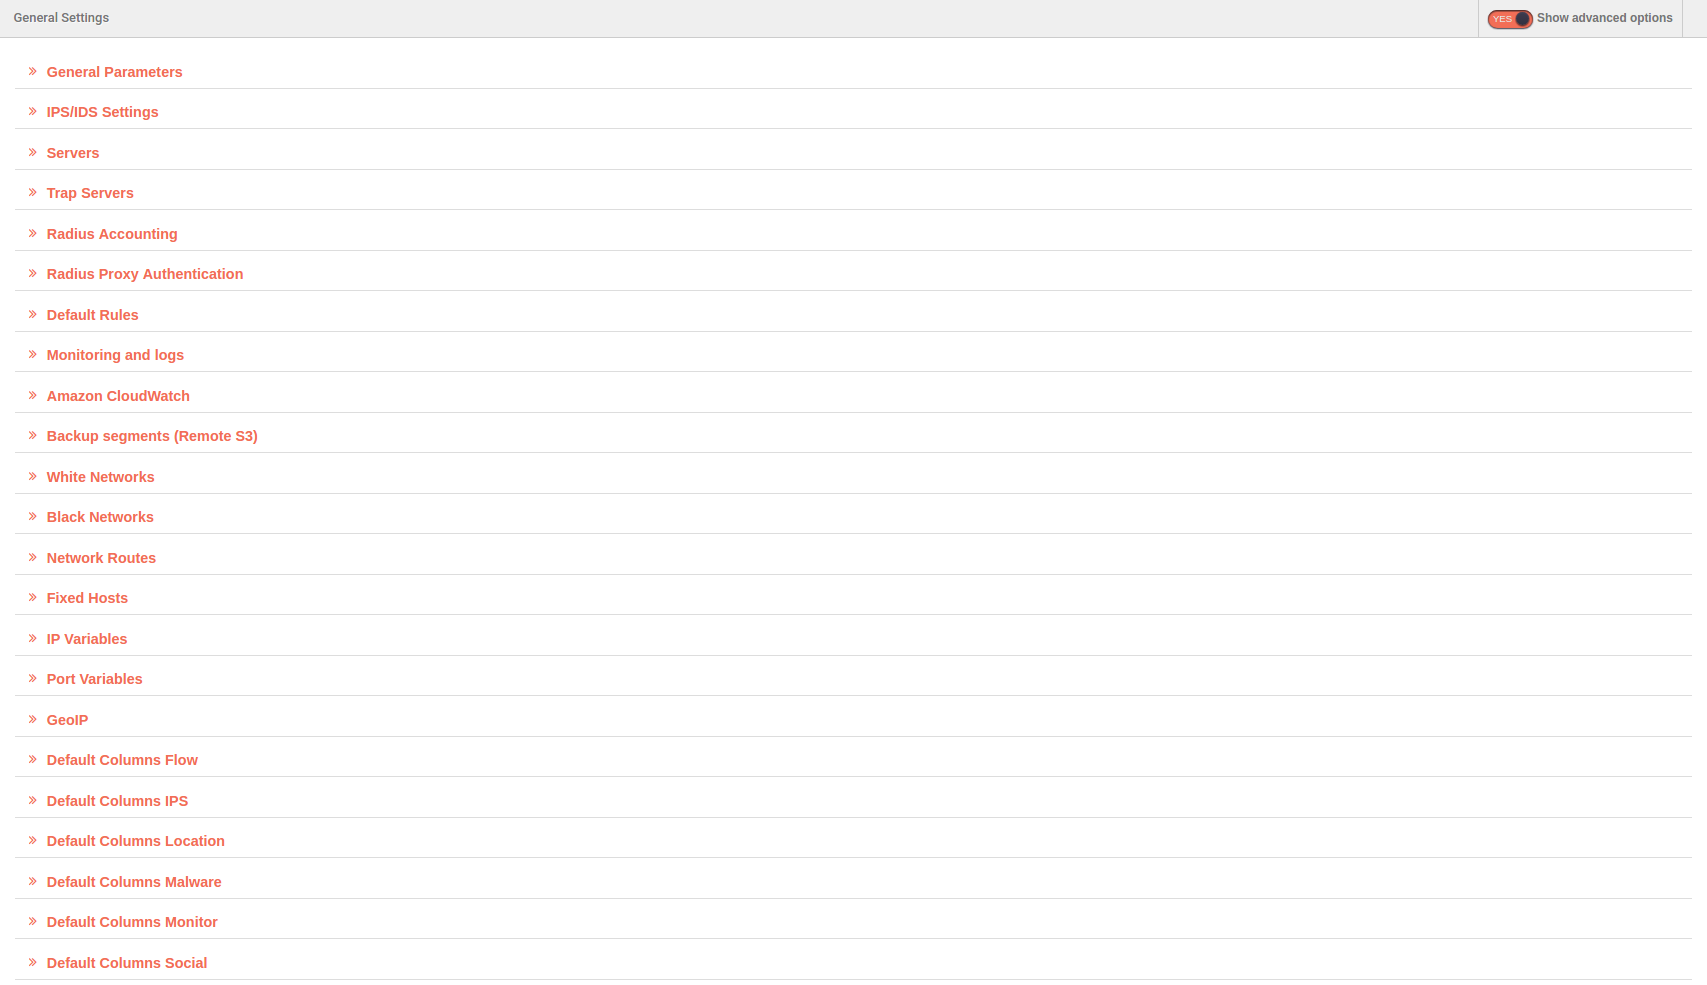 General Settings
YES Show advanced options
General Parameters
IPS/IDS Settings
Servers
Trap Servers
Radius Accounting
Radius Proxy Authentication
Default Rules
Monitoring and logs
Amazon CloudWatch
Backup segments (Remote S3)
White Networks
Black Networks
Network Routes
Fixed Hosts
IP Variables
Port Variables
GeoIP
Default Columns Flow
Default Columns IPS
Default Columns Location
Default Columns Malware
Default Columns Monitor
Default Columns Social